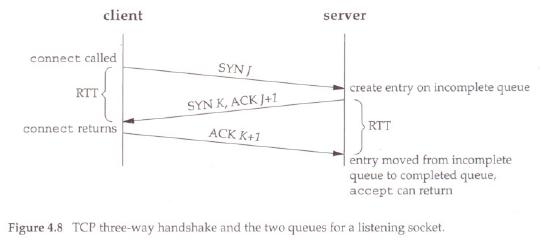 client
server
connect called
SYN J
create entry on incomplete queue
RTT
SYN K, ACK J+1
connect returns
RTT
ACK K+1
entry moved from incomplete
queue to completed queue,
accept can return
Figure 4.8 TCP three-way handshake and the two queues for a listening socket.